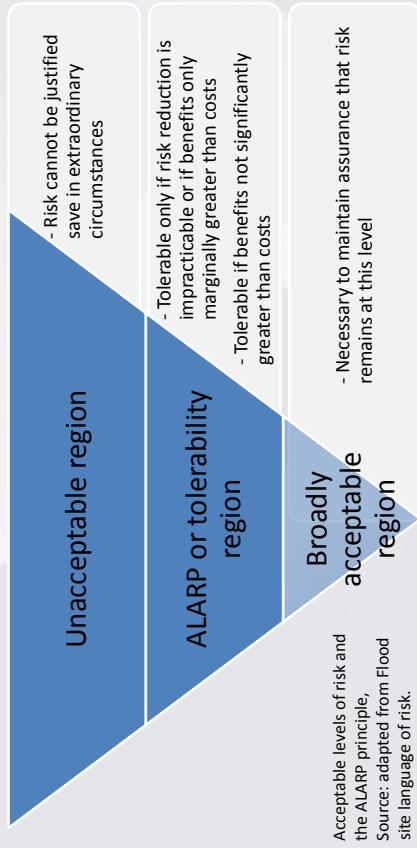 Unacceptable region
- Risk cannot be justified
save in extraordinary
circumstances
ALARP or tolerability
region
- Tolerable only if risk reduction is
impracticable or if benefits only
marginally greater than costs
- Tolerable if benefits not significantly
greater than costs
Broadly
acceptable
region
- Necessary to maintain assurance that risk
remains at this level
Acceptable levels of risk and
the ALARP principle,
Source: adapted from Flood
site language of risk.